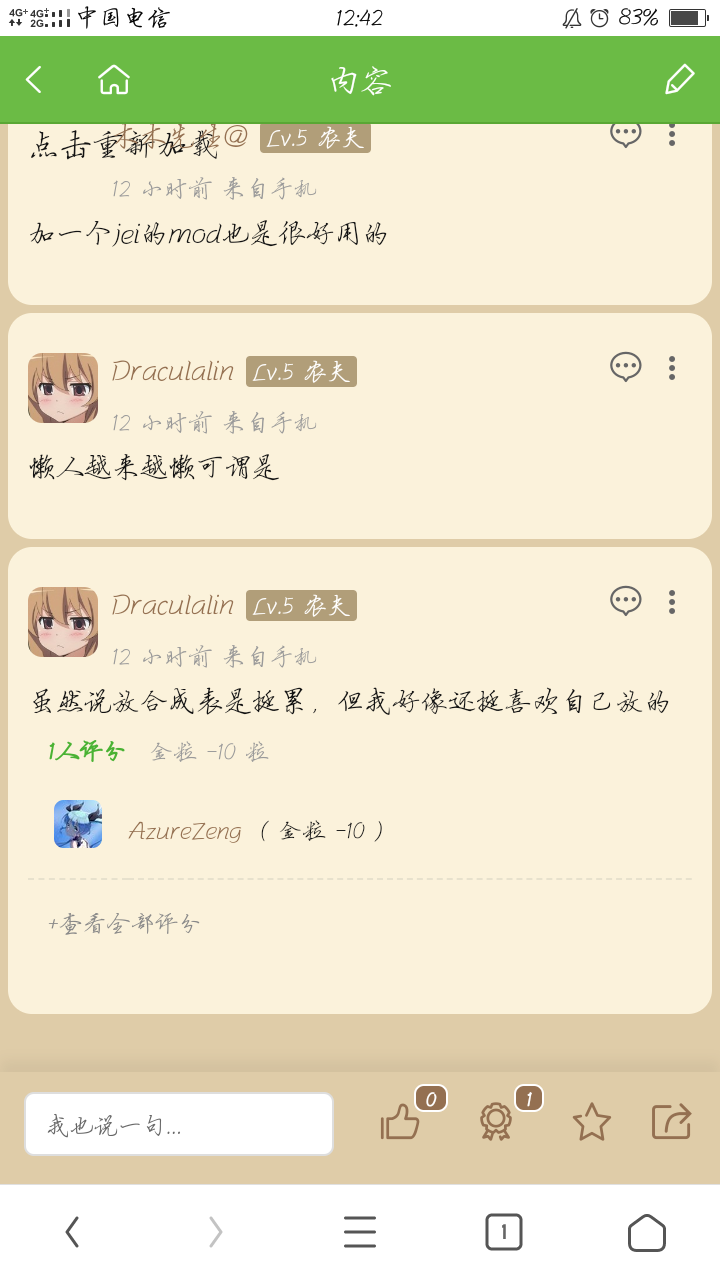 4G+ 4G+ 2G 中国电信 12:42 83%
内容
点击重新加载
木木先生@ Lv.5 农夫
12 小时前 来自手机
加一个jei的mod也是很好用的
Draculalin Lv.5 农夫
12 小时前 来自手机
懒人越来越懒可谓是
Draculalin Lv.5 农夫
12 小时前 来自手机
虽然说放合成表是挺累，但我好像还挺喜欢自己放的
1人评分 金粒 -10 粒
AzureZeng （ 金粒 -10 ）
+查看全部评分
我也说一句... 0 1
1